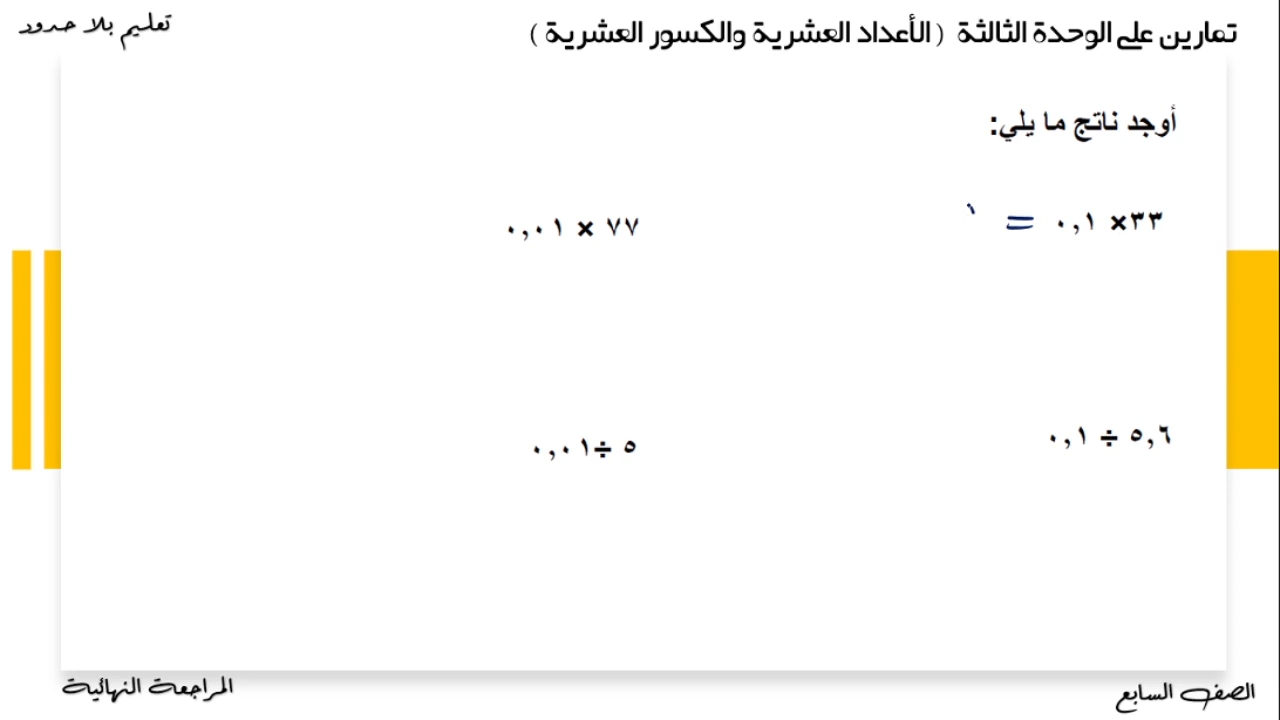 تمارين على الوحدة الثالثة ( الأعداد العشرية والكسور العشرية )
تعليم بلا حدود
أوجد ناتج ما يلي:
٣٣× ٠,١ = ١
٧٧ × ٠,٠١
٥,٦ ÷ ٠,١
٥ ÷٠,٠١
الصف السابع
المراجعة النهائية